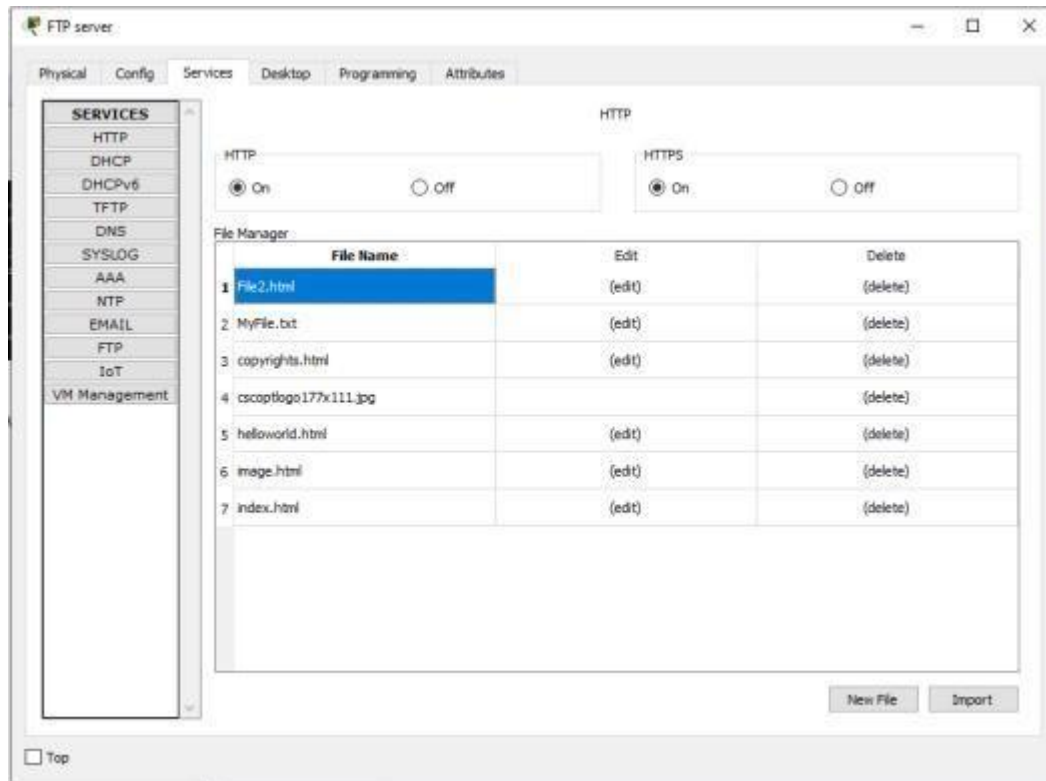 FTP server
Physical Config Services Desktop Programming Attributes
SERVICES
HTTP
DHCP
DHCPv6
TFTP
DNS
SYSLOG
AAA
NTP
EMAIL
FTP
IoT
VM Management
HTTP
HTTP
On Off
HTTPS
On Off
File Manager
File Name Edit Delete
1 File2.html (edit) (delete)
2 MyFile.txt (edit) (delete)
3 copyrights.html (edit) (delete)
4 cscoptlogo177x111.jpg (delete)
5 helloworld.html (edit) (delete)
6 image.html (edit) (delete)
7 index.html (edit) (delete)
New File Import
Top